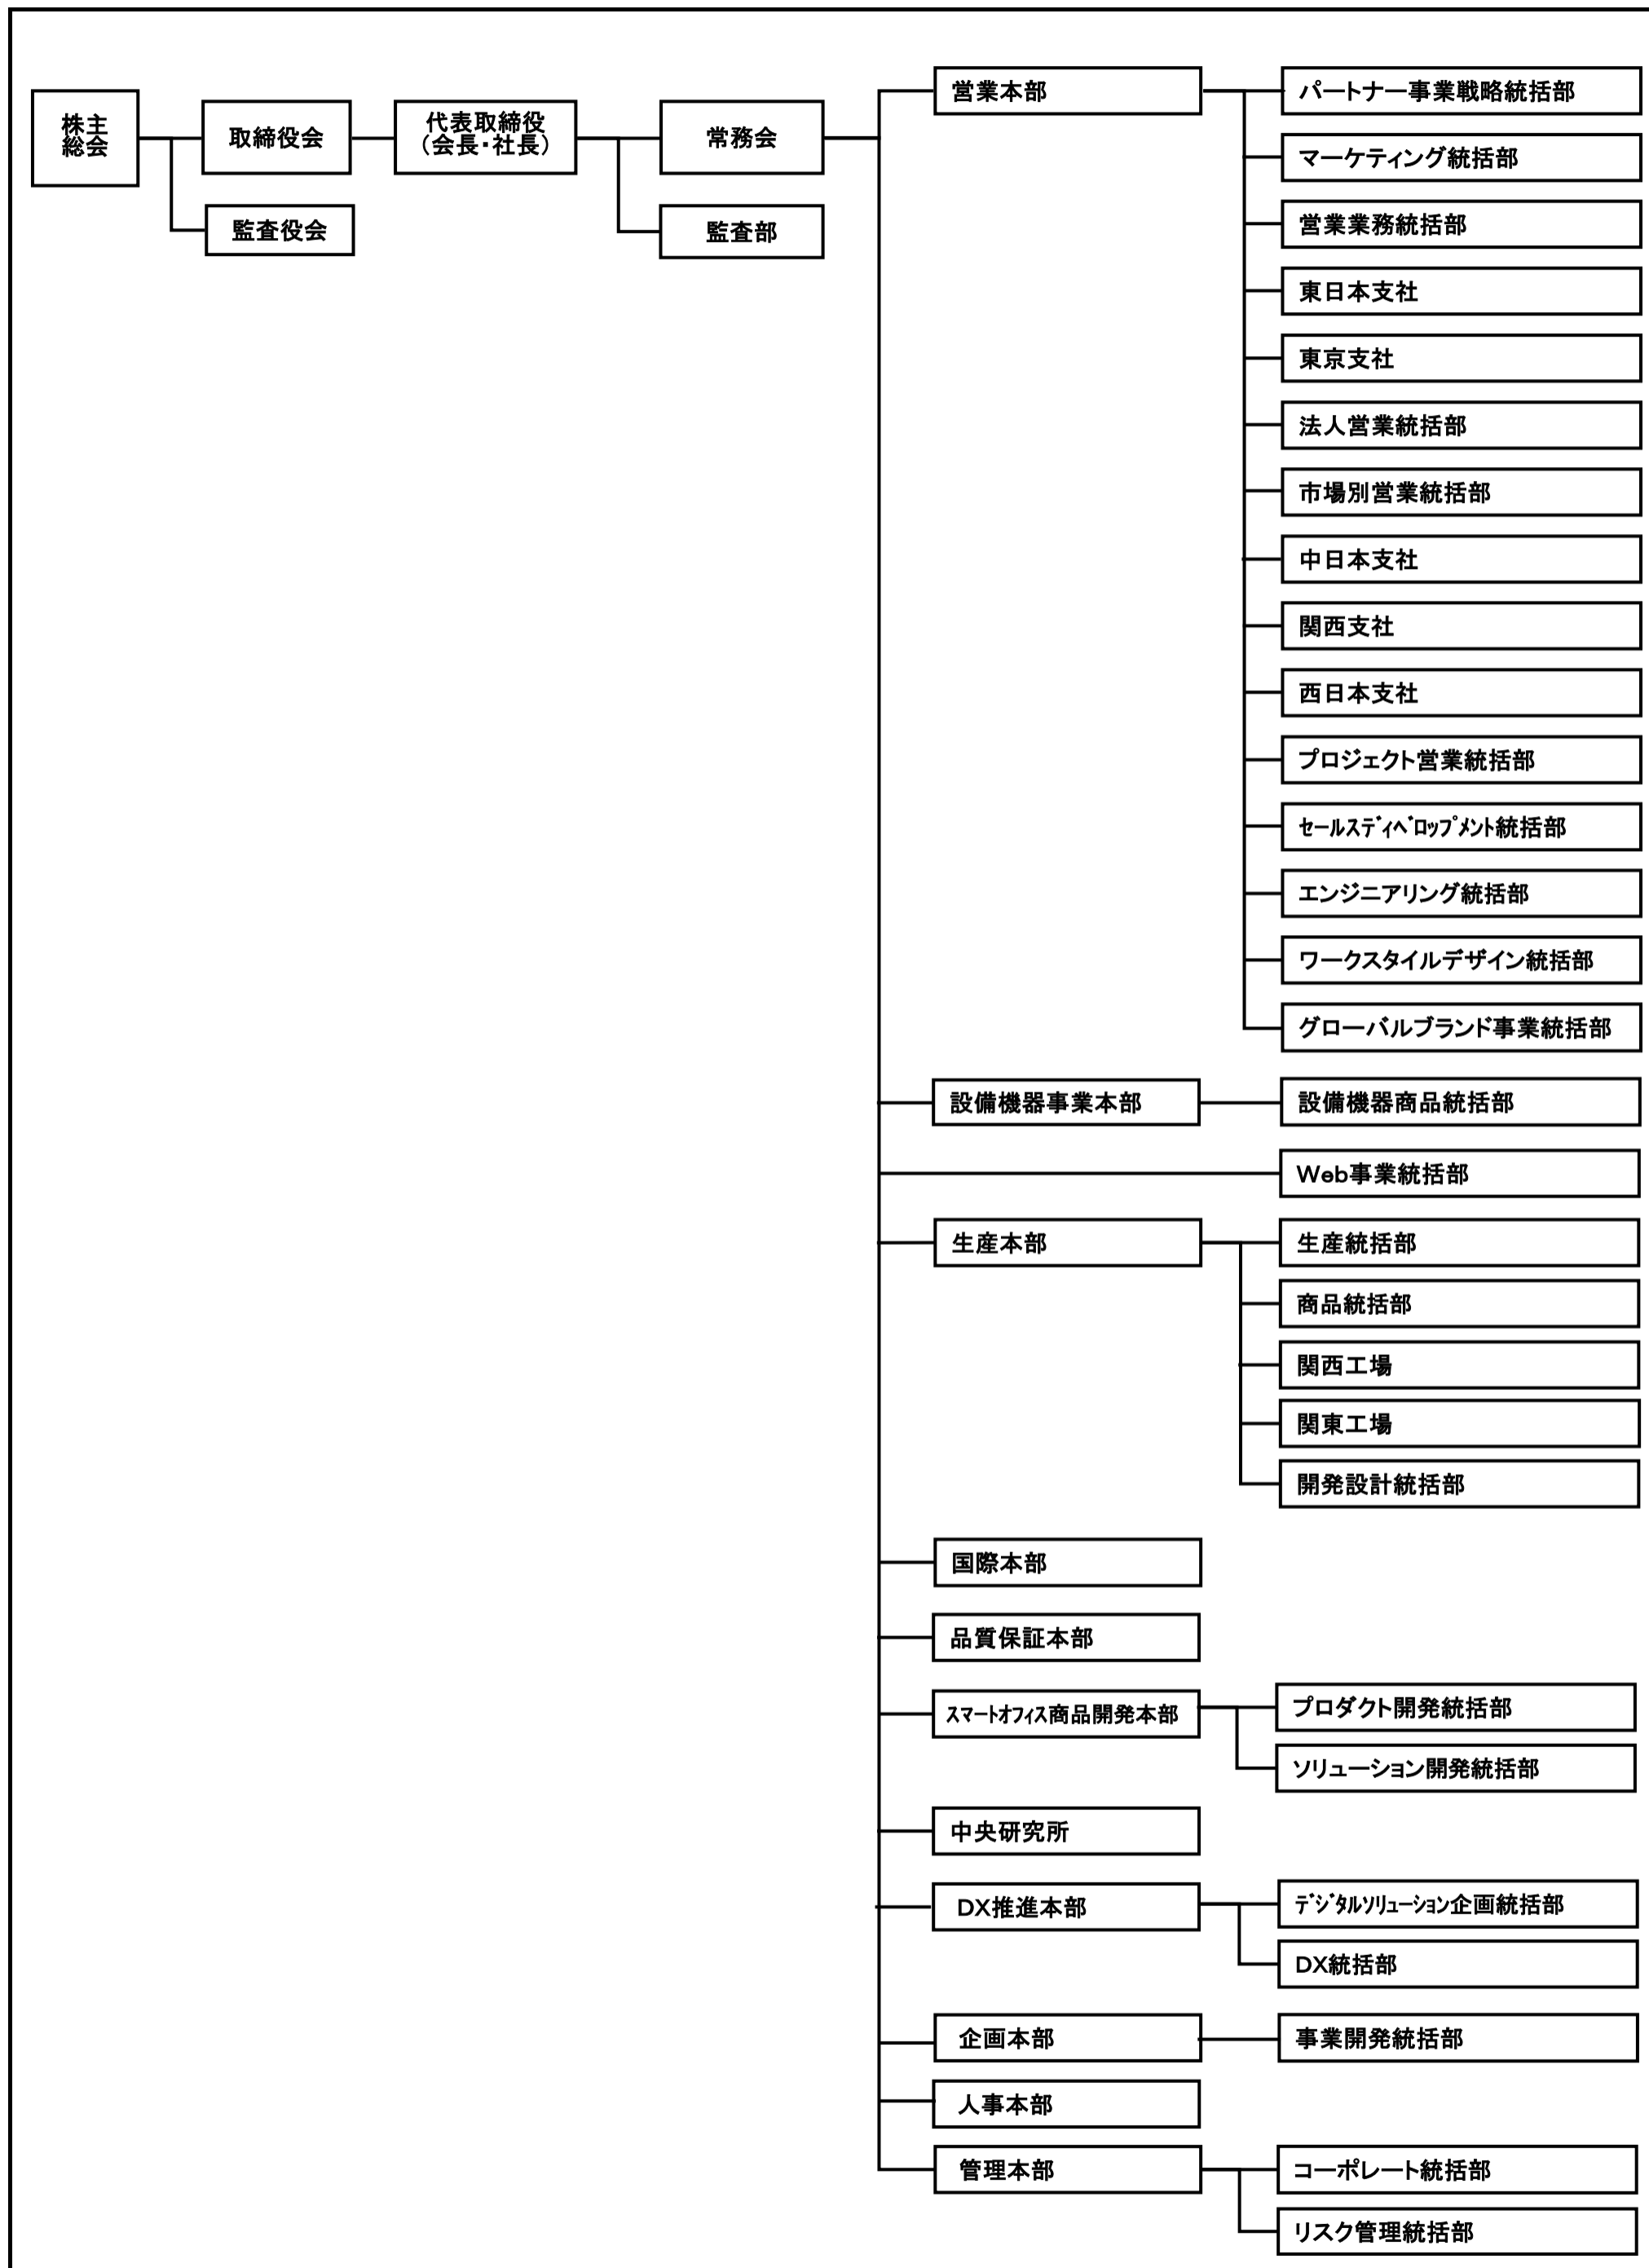 株主
総会
取締役会
代表取締役
（会長・社長）
常務会
監査役会
監査部
営業本部
パートナー事業戦略統括部
マーケティング統括部
営業業務統括部
東日本支社
東京支社
法人営業統括部
市場別営業統括部
中日本支社
関西支社
西日本支社
プロジェクト営業統括部
ｾｰﾙｽﾃﾞｨﾍﾞﾛｯﾌﾟﾒﾝﾄ統括部
エンジニアリング統括部
ワークスタイルデザイン統括部
グローバルブランド事業統括部
設備機器事業本部
設備機器商品統括部
Web事業統括部
生産本部
生産統括部
商品統括部
関西工場
関東工場
開発設計統括部
国際本部
品質保証本部
ｽﾏｰﾄｵﾌｨｽ商品開発本部
プロダクト開発統括部
ソリューション開発統括部
中央研究所
DX推進本部
ﾃﾞｼﾞﾀﾙｿﾘｭｰｼｮﾝ企画統括部
DX統括部
企画本部
事業開発統括部
人事本部
管理本部
コーポレート統括部
リスク管理統括部